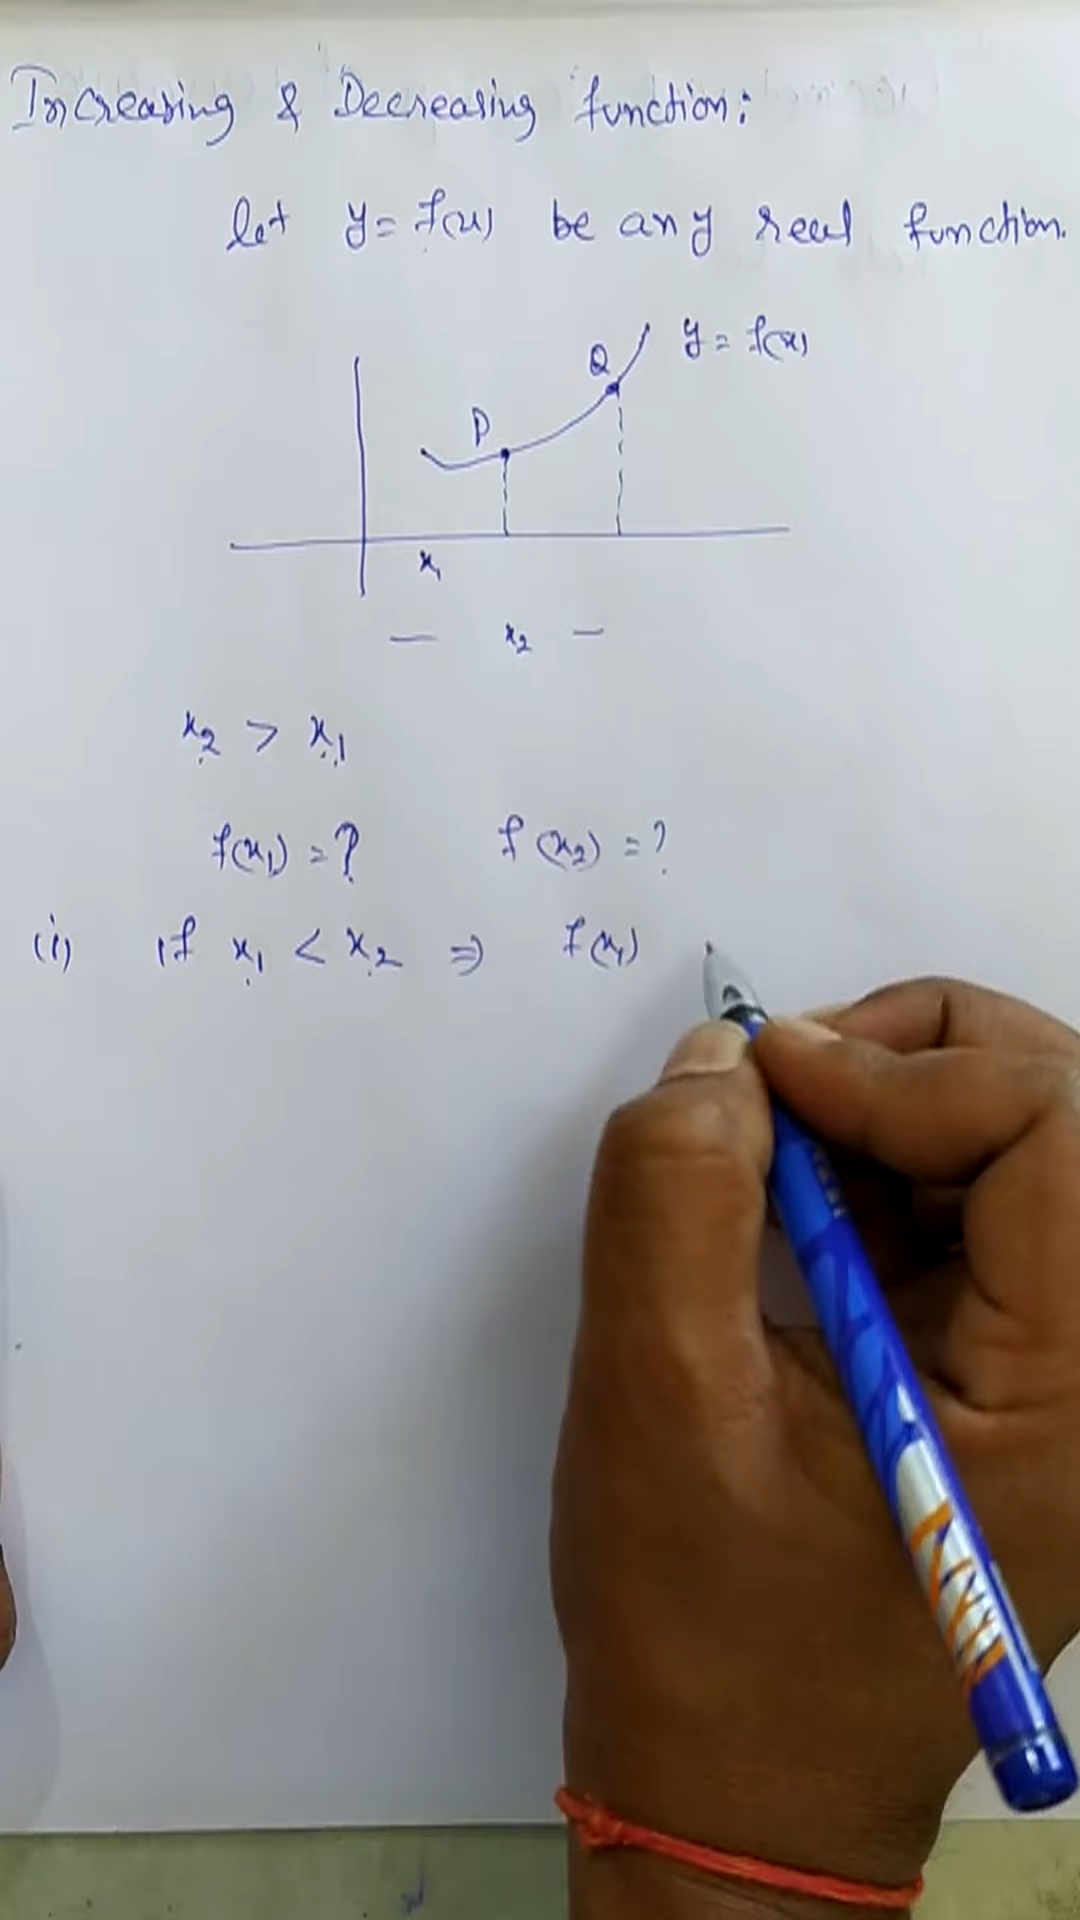 Increasing & Decreasing function:
let y = f(x) be any real function.
Q y = f(x)
P
x₁
— x₂ —
x₂ > x₁
f(x₁) = ? f(x₂) = ?
(i) if x₁ < x₂ ⇒ f(x₁)